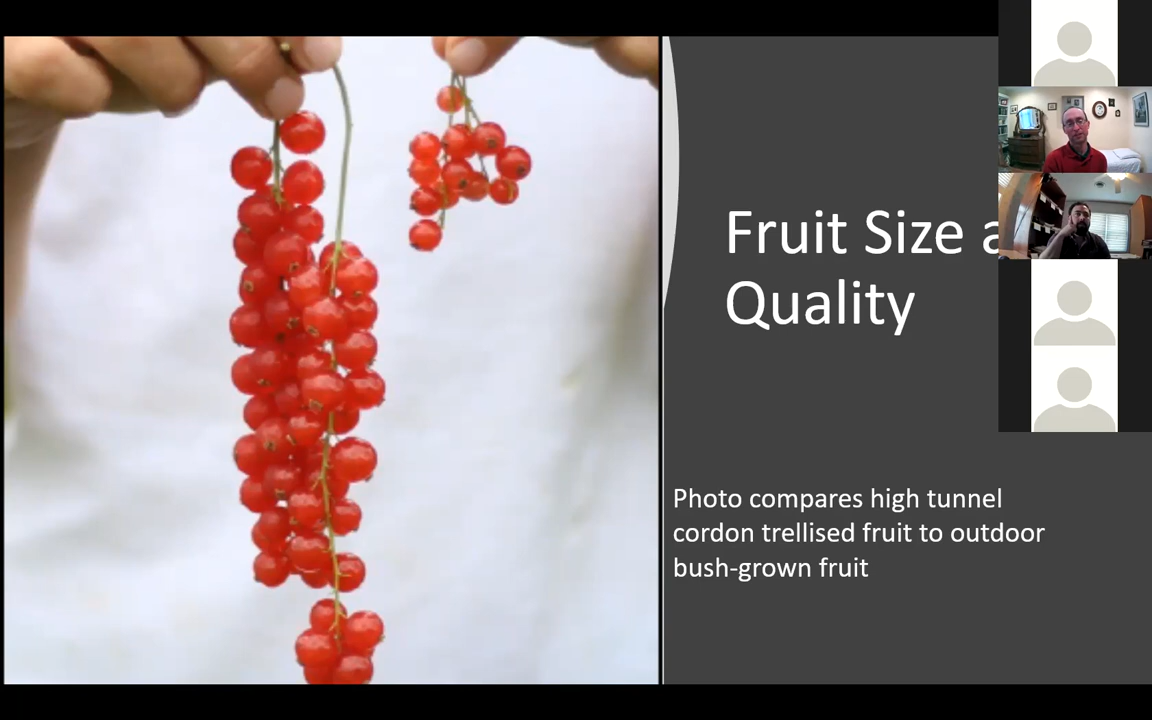 Fruit Size a
Quality
Photo compares high tunnel
cordon trellised fruit to outdoor
bush-grown fruit